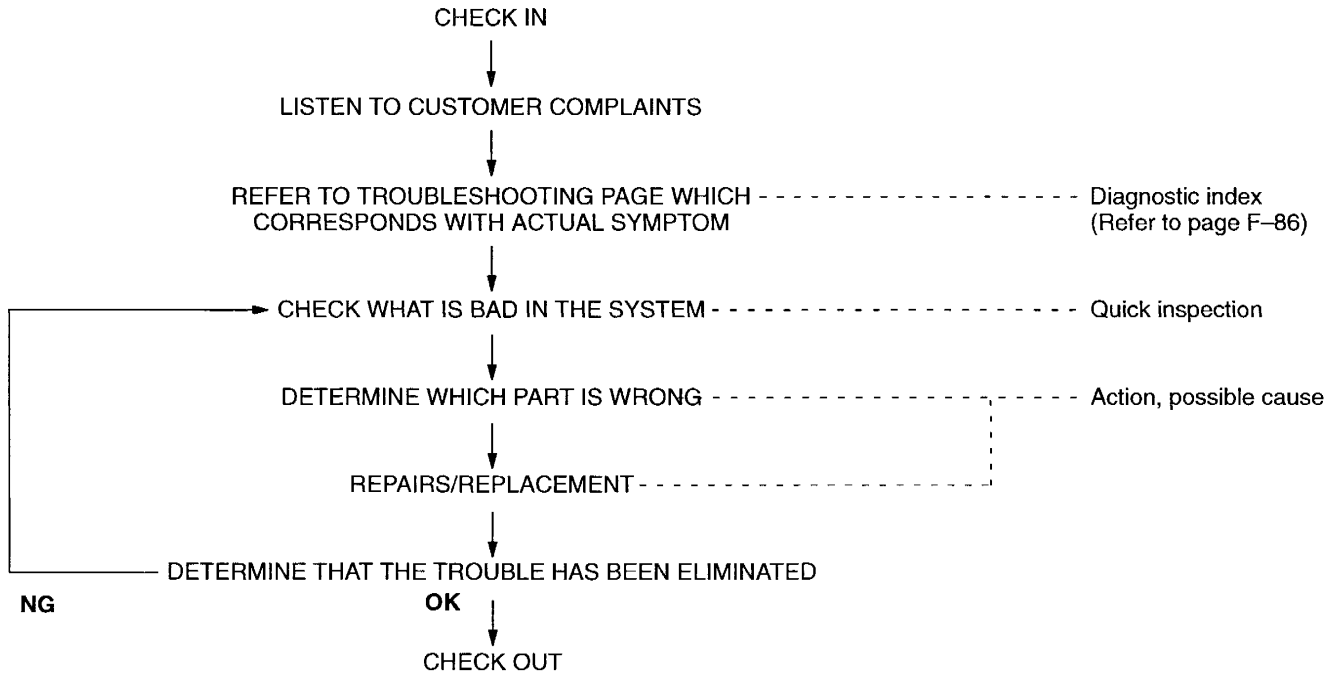 CHECK IN
LISTEN TO CUSTOMER COMPLAINTS
REFER TO TROUBLESHOOTING PAGE WHICH
CORRESPONDS WITH ACTUAL SYMPTOM
Diagnostic index
(Refer to page F–86)
CHECK WHAT IS BAD IN THE SYSTEM
Quick inspection
DETERMINE WHICH PART IS WRONG
Action, possible cause
REPAIRS/REPLACEMENT
DETERMINE THAT THE TROUBLE HAS BEEN ELIMINATED
NG
OK
CHECK OUT